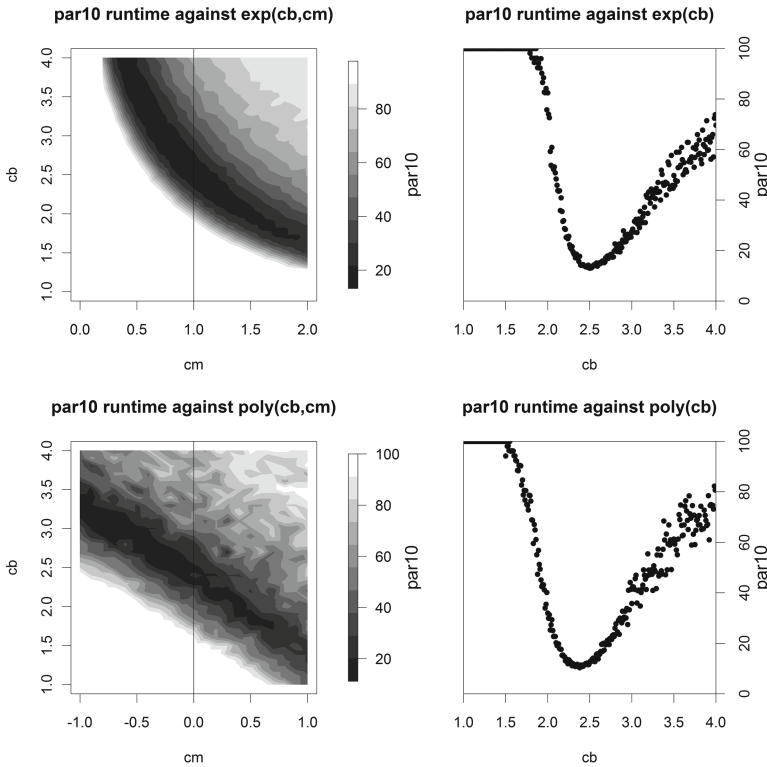 par10 runtime against exp(cb,cm)
4.0
3.5
3.0
2.5
2.0
1.5
1.0
cb
0.0 0.5 1.0 1.5 2.0
cm
80
60
40
20
par10
par10 runtime against exp(cb)
100
80
60
40
20
0
par10
1.0 1.5 2.0 2.5 3.0 3.5 4.0
cb
par10 runtime against poly(cb,cm)
4.0
3.5
3.0
2.5
2.0
1.5
1.0
cb
-1.0 -0.5 0.0 0.5 1.0
cm
100
80
60
40
20
par10
par10 runtime against poly(cb)
100
80
60
40
20
0
par10
1.0 1.5 2.0 2.5 3.0 3.5 4.0
cb